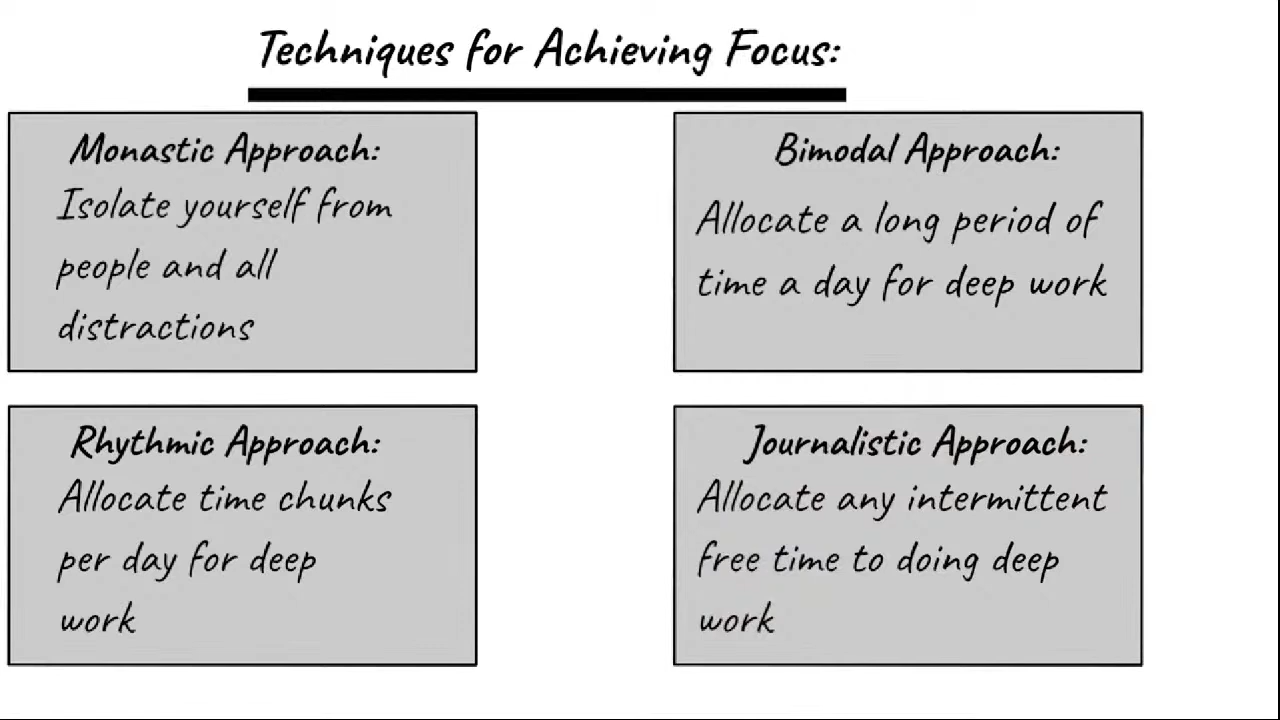 Techniques for Achieving Focus:
Monastic Approach:
Isolate yourself from
people and all
distractions
Bimodal Approach:
Allocate a long period of
time a day for deep work
Rhythmic Approach:
Allocate time chunks
per day for deep
work
Journalistic Approach:
Allocate any intermittent
free time to doing deep
work